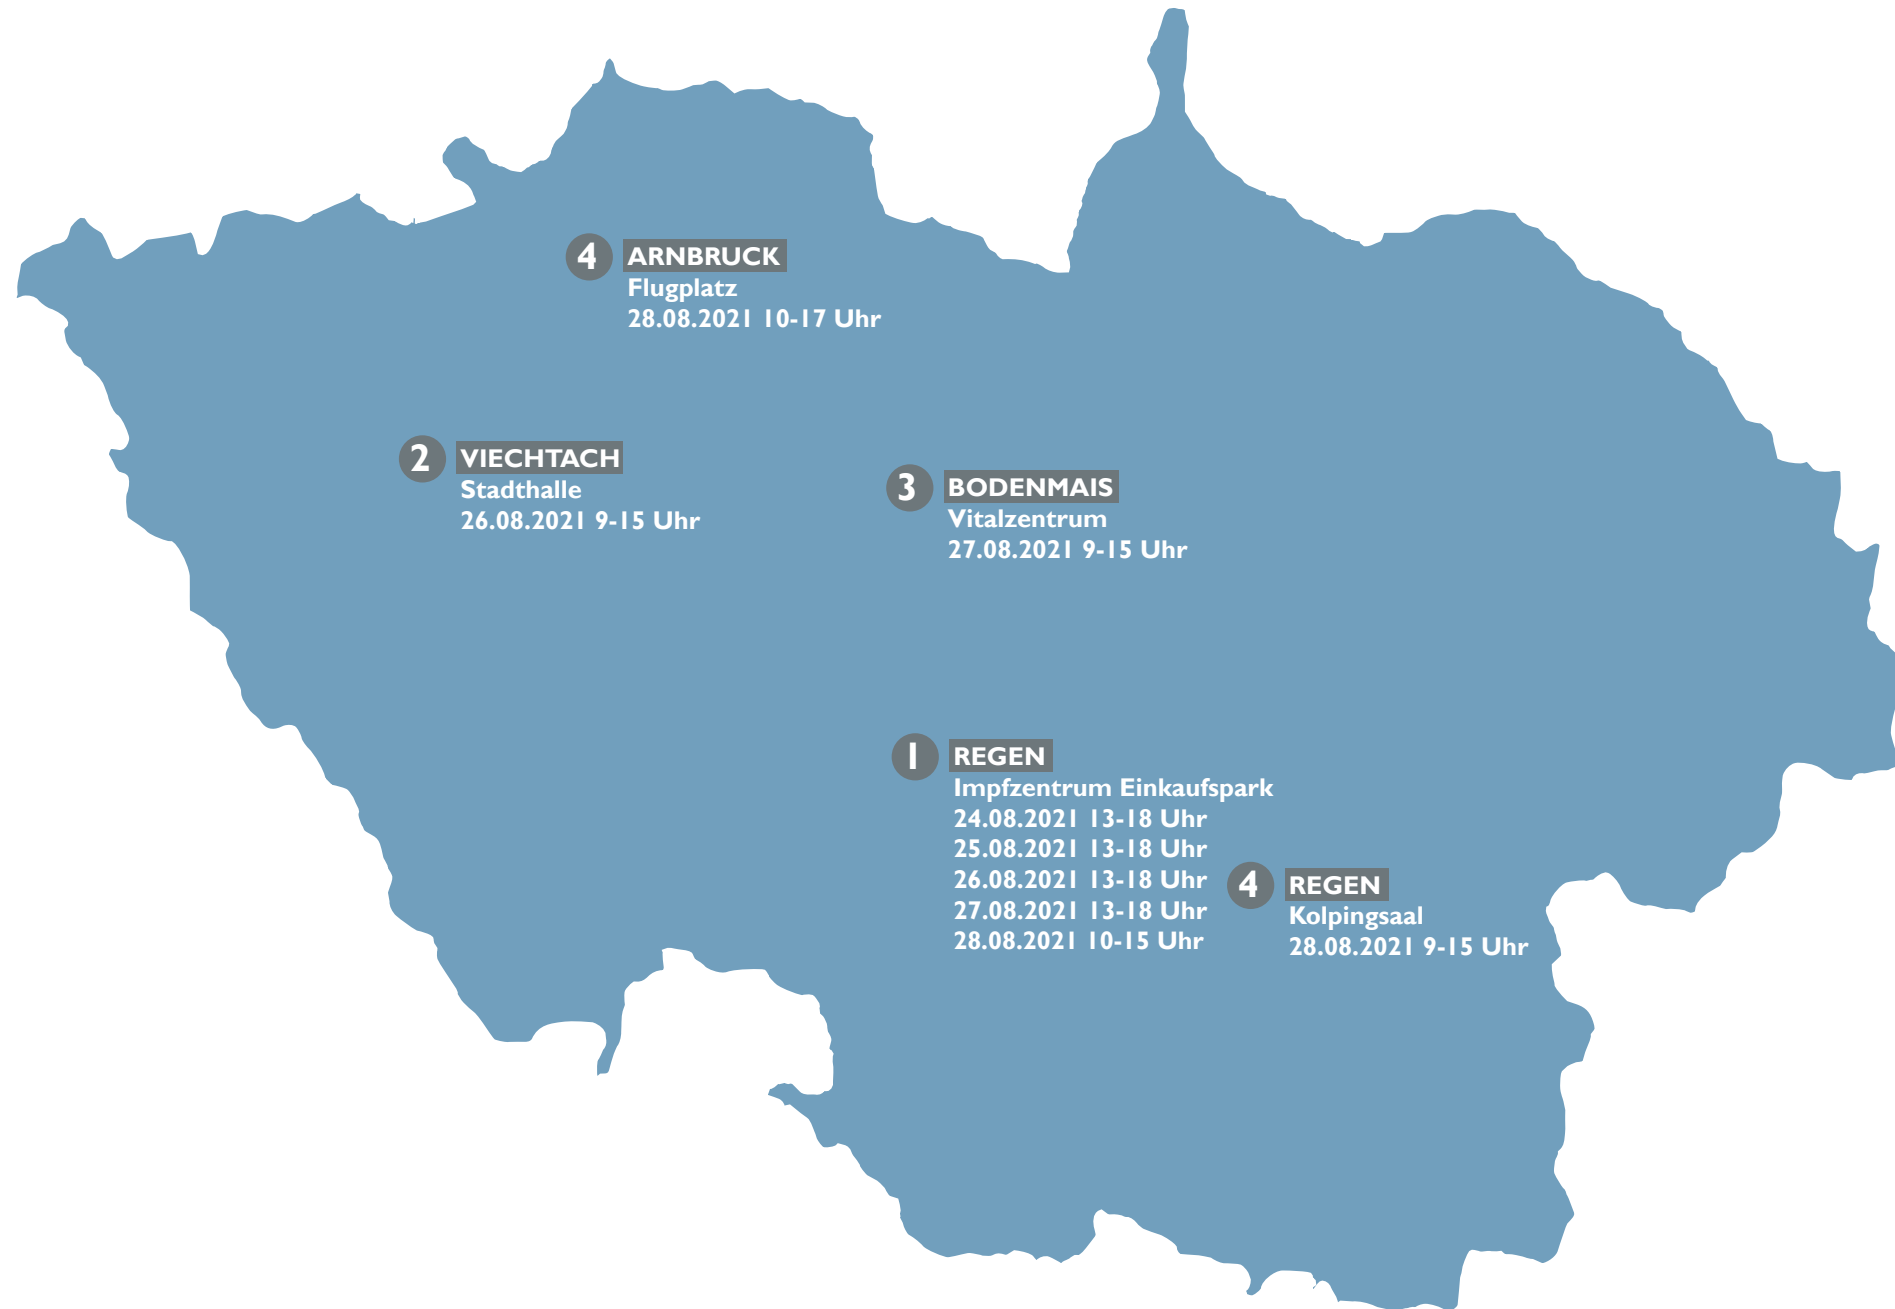 4 ARNBRUCK
Flugplatz
28.08.2021 10-17 Uhr
2 VIECHTACH
Stadthalle
26.08.2021 9-15 Uhr
3 BODENMAIS
Vitalzentrum
27.08.2021 9-15 Uhr
1 REGEN
Impfzentrum Einkaufspark
24.08.2021 13-18 Uhr
25.08.2021 13-18 Uhr
26.08.2021 13-18 Uhr
27.08.2021 13-18 Uhr
28.08.2021 10-15 Uhr
4 REGEN
Kolpingsaal
28.08.2021 9-15 Uhr